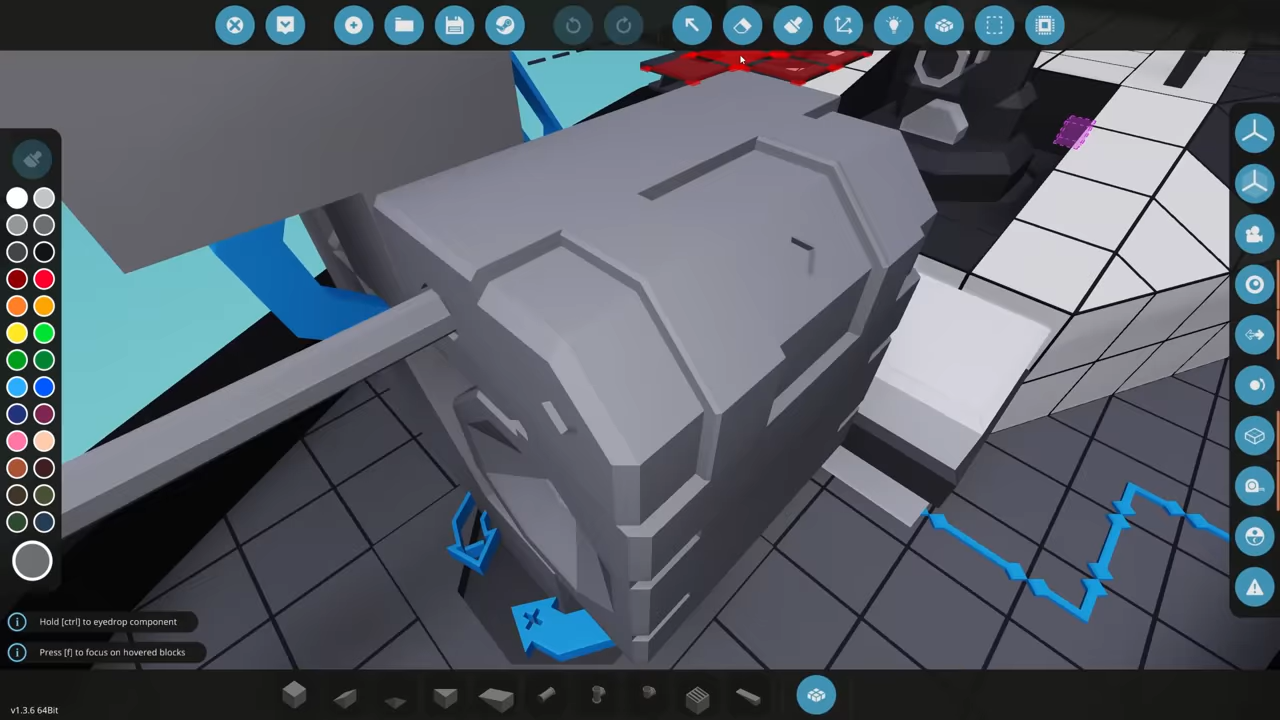 Hold [ctrl] to eyedrop component
Press [f] to focus on hovered blocks
v1.3.6 64Bit